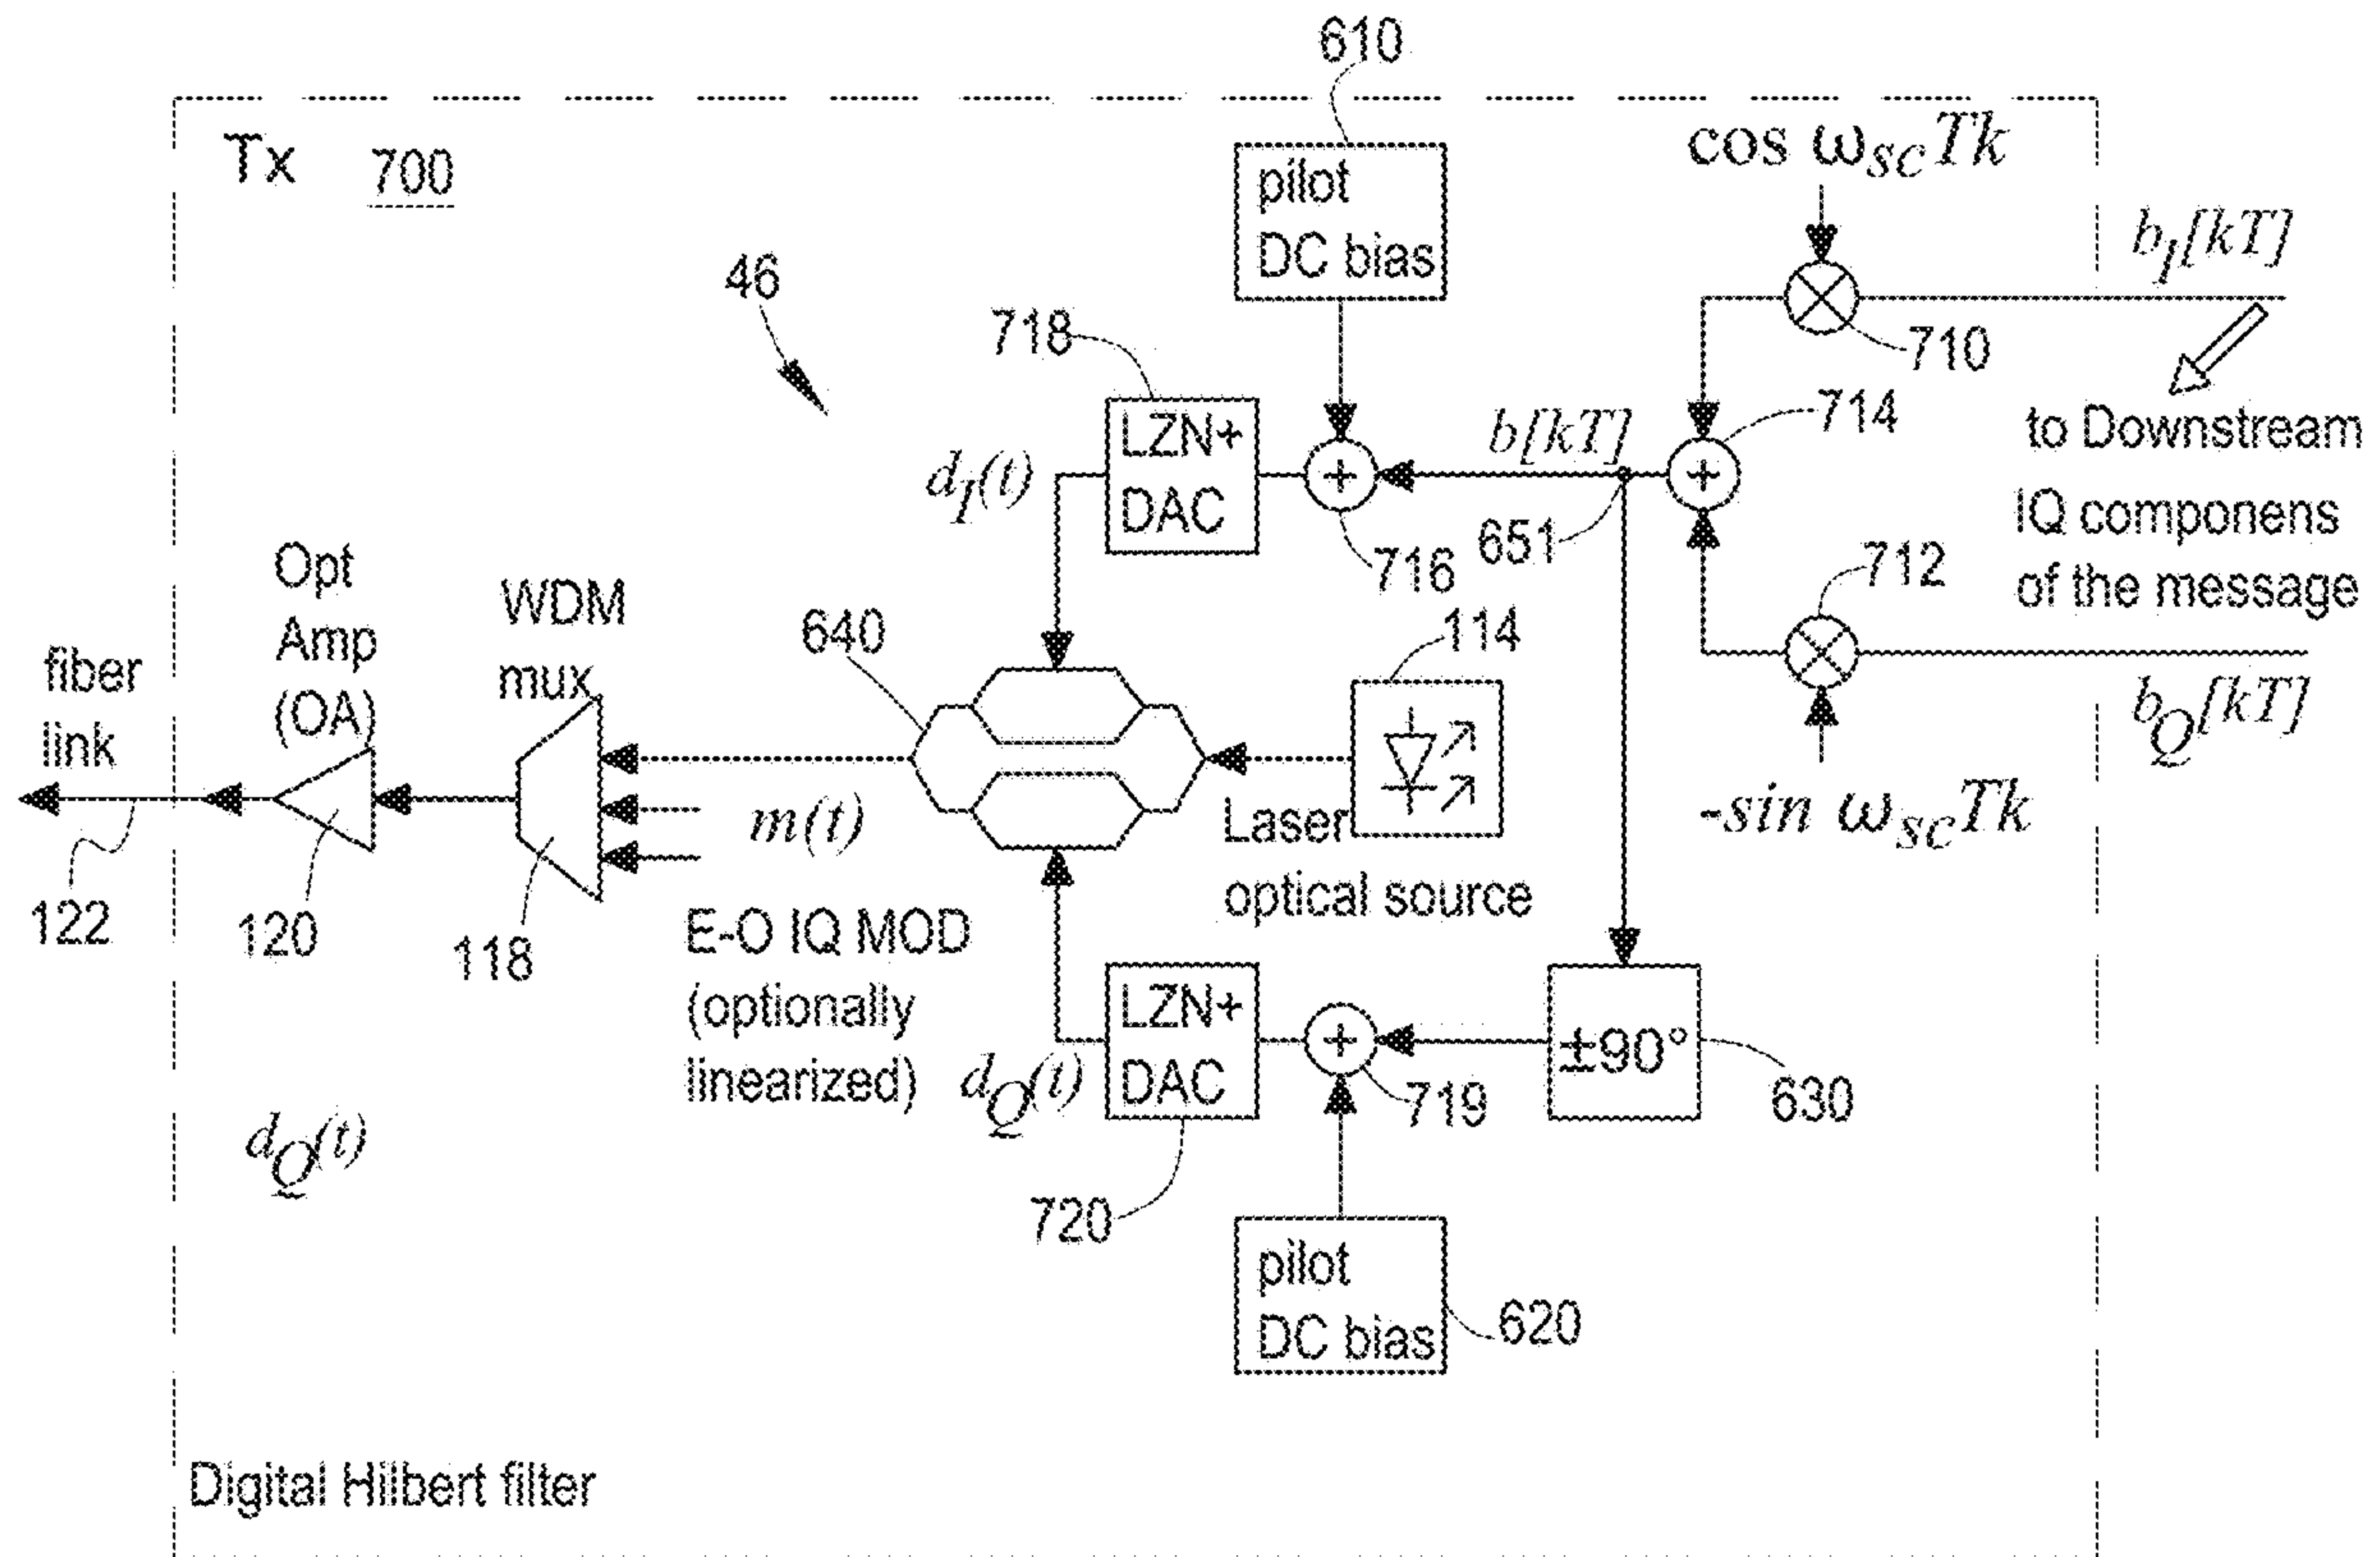 610
Tx 700
pilot
DC bias
cos ω_SC Tk
b_I[kT]
46
718
710
LZN+
DAC
d_I(t)
b[kT]
714
to Downstream
IQ componens
of the message
651
716
712
Opt
Amp
(OA)
WDM
mux
640
114
fiber
link
b_Q[kT]
m(t)
Laser
optical source
-sin ω_SC Tk
122
120
118
E-O IQ MOD
(optionally
linearized)
LZN+
DAC
d_Q(t)
±90°
719
630
d_Q(t)
720
pilot
DC bias
620
Digital Hilbert filter